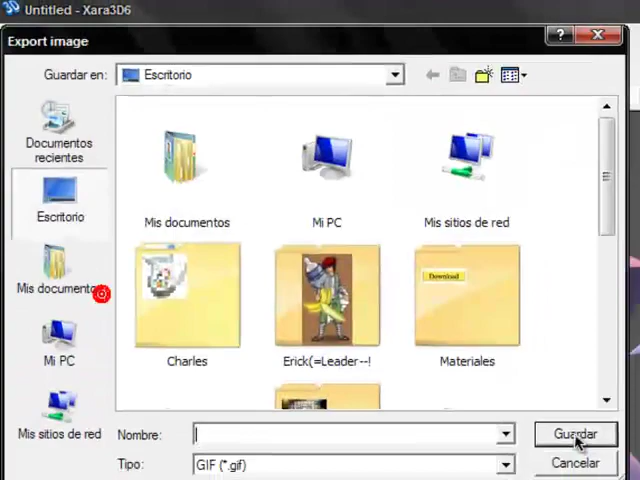 Untitled - Xara3D6
Export image
?
X
Guardar en:
Escritorio
Documentos
recientes
Escritorio
Mis documentos
Mi PC
Mis sitios de red
Mis documentos
Mi PC
Mis sitios de red
Download
Charles
Erick(=Leader--!
Materiales
Nombre:
Guardar
Tipo:
GIF (*.gif)
Cancelar